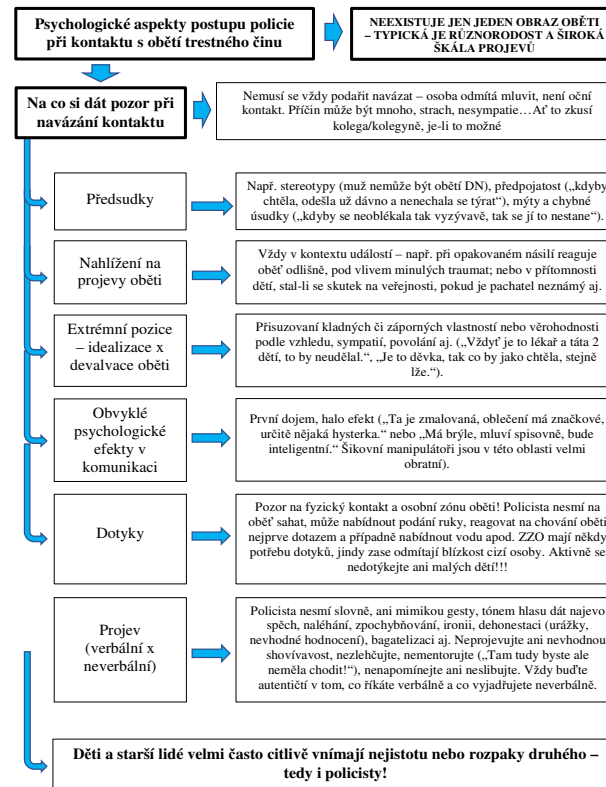 Psychologické aspekty postupu policie
při kontaktu s obětí trestného činu
NEEXISTUJE JEN JEDEN OBRAZ OBĚTI
– TYPICKÁ JE RŮZNORODOST A ŠIROKÁ
ŠKÁLA PROJEVŮ
Na co si dát pozor při
navázání kontaktu
Nemusí se vždy podařit navázat – osoba odmítá mluvit, není oční
kontakt. Příčin může být mnoho, strach, nesympatie…Ať to zkusí
kolega/kolegyně, je-li to možné
Předsudky
Např. stereotypy (muž nemůže být obětí DN), předpojatost („kdyby
chtěla, odešla už dávno a nenechala se týrat“), mýty a chybné
úsudky („kdyby se neoblékala tak vyzývavě, tak se jí to nestane“).
Nahlížení na
projevy oběti
Vždy v kontextu událostí – např. při opakovaném násilí reaguje
oběť odlišně, pod vlivem minulých traumat; nebo v přítomnosti
dětí, stal-li se skutek na veřejnosti, pokud je pachatel neznámý aj.
Extrémní pozice
– idealizace x
devalvace oběti
Přisuzovaní kladných či záporných vlastností nebo věrohodnosti
podle vzhledu, sympatií, povolání aj. („Vždyť je to lékař a táta 2
dětí, to by neudělal.“, „Je to děvka, tak co by jako chtěla, stejně
lže.“).
Obvyklé
psychologické
efekty v
komunikaci
První dojem, halo efekt („Ta je zmalovaná, oblečení má značkové,
určitě nějaká hysterka.“ nebo „Má brýle, mluví spisovně, bude
inteligentní.“ Šikovní manipulátoři jsou v této oblasti velmi
obratní).
Dotyky
Pozor na fyzický kontakt a osobní zónu oběti! Policista nesmí na
oběť sahat, může nabídnout podání ruky, reagovat na chování oběti
nejprve dotazem a případně nabídnout vodu apod. ZZO mají někdy
potřebu dotyků, jindy zase odmítají blízkost cizí osoby. Aktivně se
nedotýkejte ani malých dětí!!!
Projev
(verbální x
neverbální)
Policista nesmí slovně, ani mimikou gesty, tónem hlasu dát najevo
spěch, naléhání, zpochybňování, ironii, dehonestaci (urážky,
nevhodné hodnocení), bagatelizaci aj. Neprojevujte ani nevhodnou
shovívavost, nezlehčujte, nementorujte („Tam tudy byste ale
neměla chodit!“), nenapomínejte ani neslibujte. Vždy buďte
autentičtí v tom, co říkáte verbálně a co vyjadřujete neverbálně.
Děti a starší lidé velmi často citlivě vnímají nejistotu nebo rozpaky druhého –
tedy i policisty!